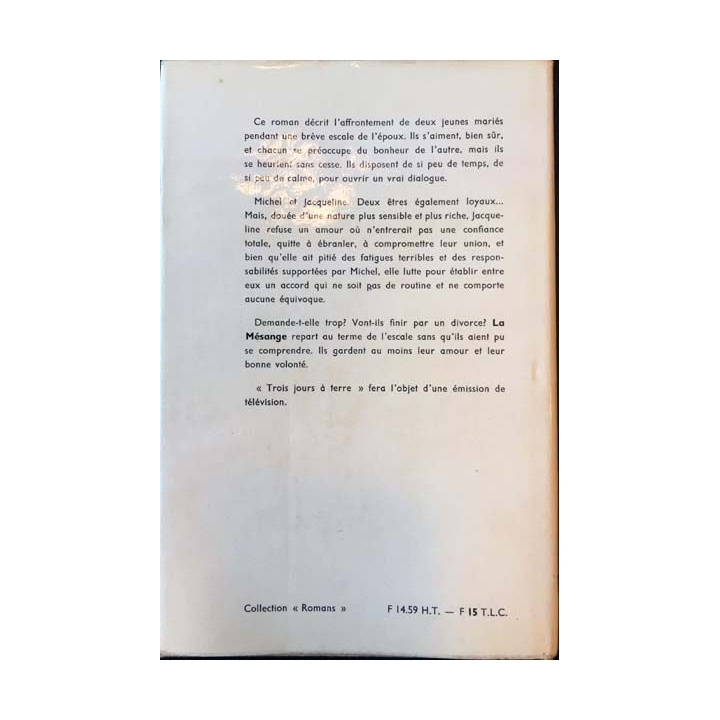 Ce roman décrit l'affrontement de deux jeunes mariés
pendant une brève escale de l'époux. Ils s'aiment, bien sûr,
et chacun se préoccupe du bonheur de l'autre, mais ils
se heurtent sans cesse. Ils disposent de si peu de temps, de
si peu de calme, pour ouvrir un vrai dialogue.
Michel et Jacqueline. Deux êtres également loyaux...
Mais, douée d'une nature plus sensible et plus riche, Jacque-
line refuse un amour où n'entrerait pas une confiance
totale, quitte à ébranler, à compromettre leur union, et
bien qu'elle ait pitié des fatigues terribles et des respon-
sabilités supportées par Michel, elle lutte pour établir entre
eux un accord qui ne soit pas de routine et ne comporte
aucune équivoque.
Demande-t-elle trop? Vont-ils finir par un divorce? La
Mésange repart au terme de l'escale sans qu'ils aient pu
se comprendre. Ils gardent au moins leur amour et leur
bonne volonté.
« Trois jours à terre » fera l'objet d'une émission de
télévision.
Collection « Romans » F 14.59 H.T. — F 15 T.L.C.